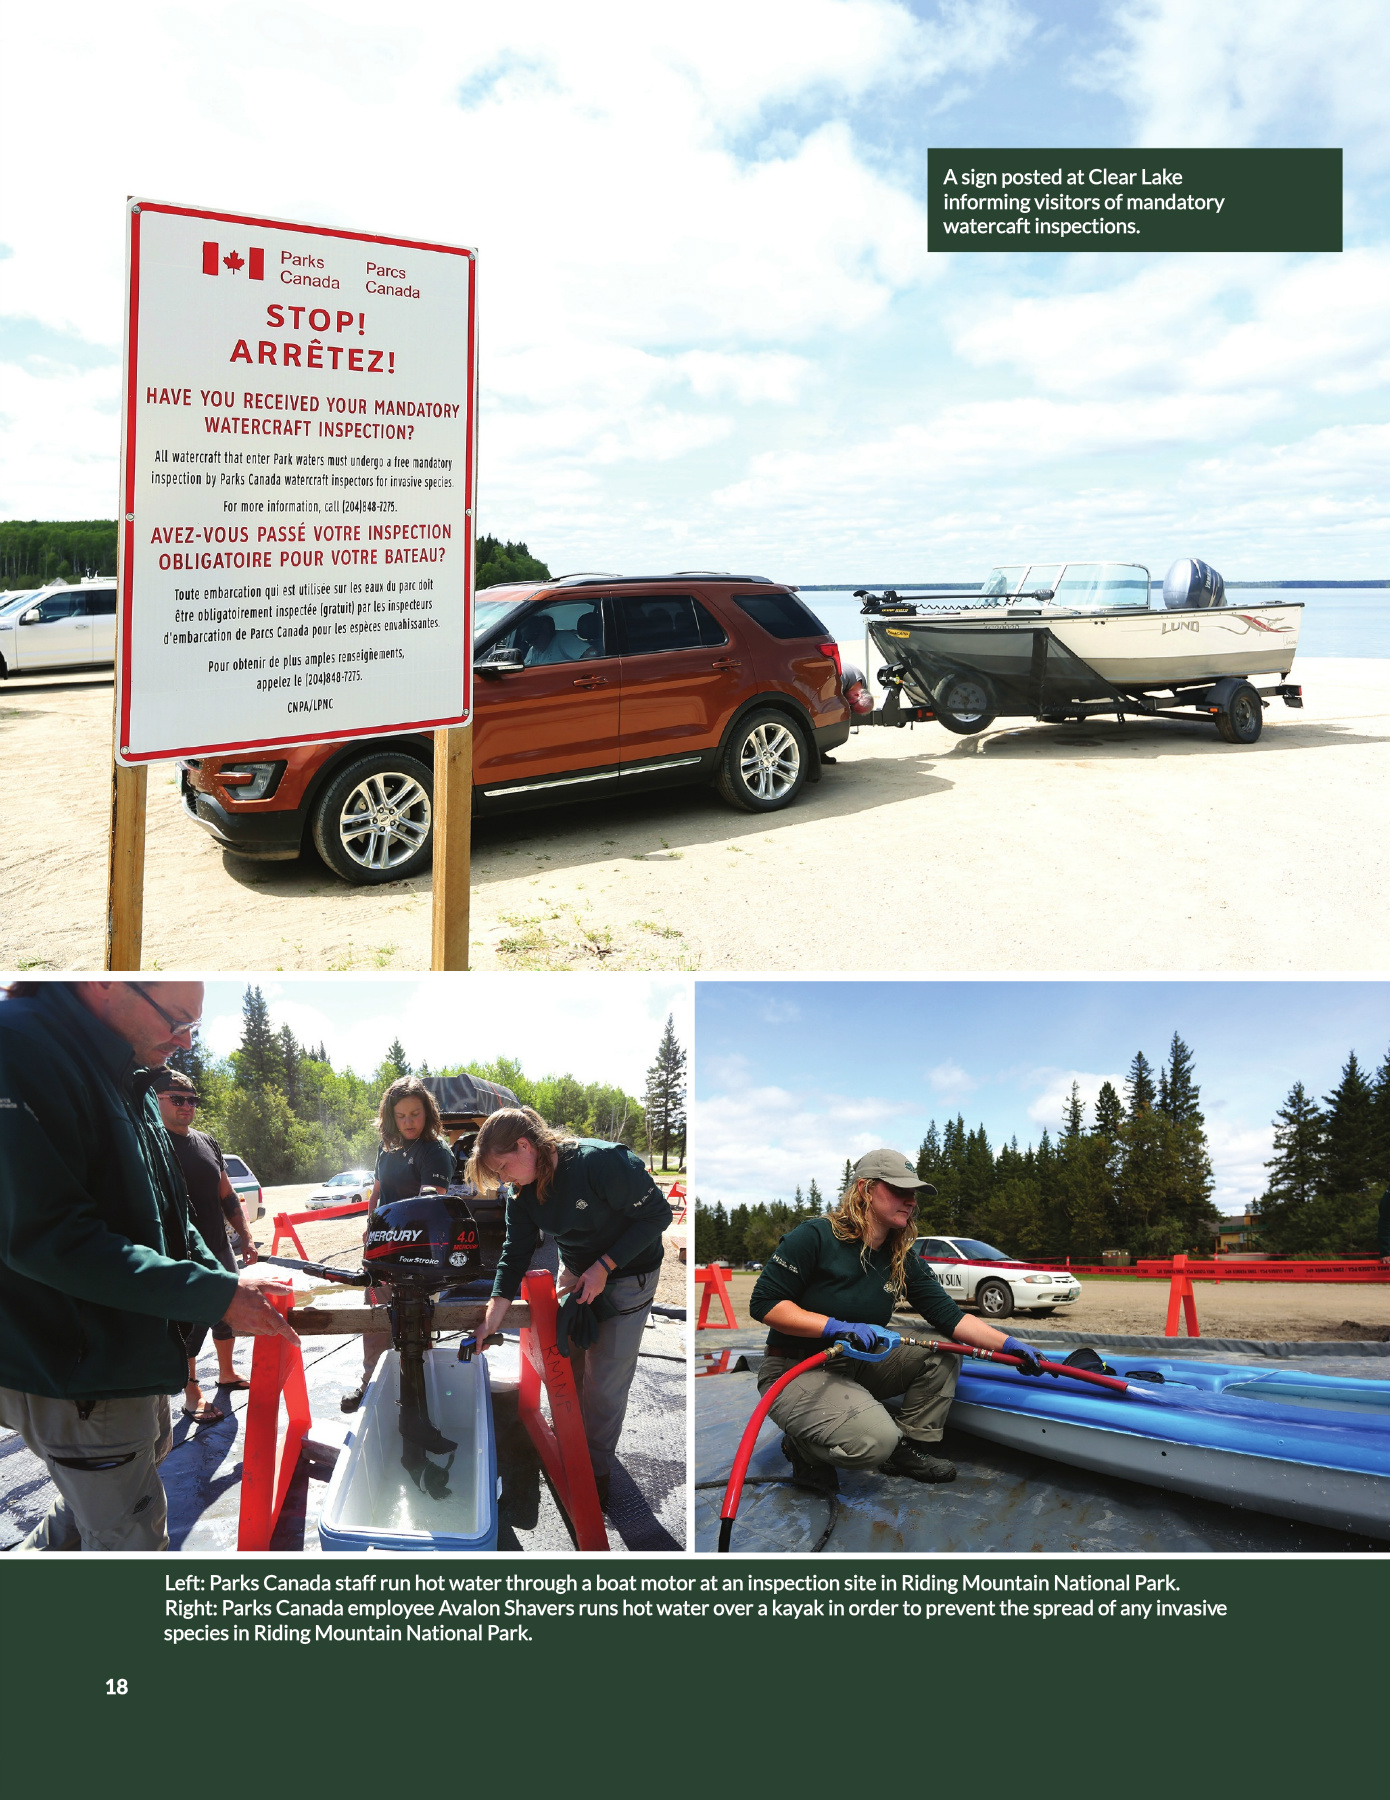 A sign posted at Clear Lake
informing visitors of mandatory
watercaft inspections.
Parks
Canada
Parcs
Canada
STOP!
ARRÊTEZ!
HAVE YOU RECEIVED YOUR MANDATORY
WATERCRAFT INSPECTION?
All watercraft that enter Park waters must undergo a free mandatory
inspection by Parks Canada watercraft inspectors for invasive species.
For more information, call (204)848-7275.
AVEZ-VOUS PASSÉ VOTRE INSPECTION
OBLIGATOIRE POUR VOTRE BATEAU?
Toute embarcation qui est utilisée sur les eaux du parc doit
être obligatoirement inspectée (gratuit) par les inspecteurs
d'embarcation de Parcs Canada pour les espèces envahissantes.
Pour obtenir de plus amples renseignements,
appelez le (204)848-7275.
CNPA/LPNC
LUND
MERCURY
4.0
MERCURY
FourStroke
RMNP
N SUN
Left: Parks Canada staff run hot water through a boat motor at an inspection site in Riding Mountain National Park.
Right: Parks Canada employee Avalon Shavers runs hot water over a kayak in order to prevent the spread of any invasive
species in Riding Mountain National Park.
18